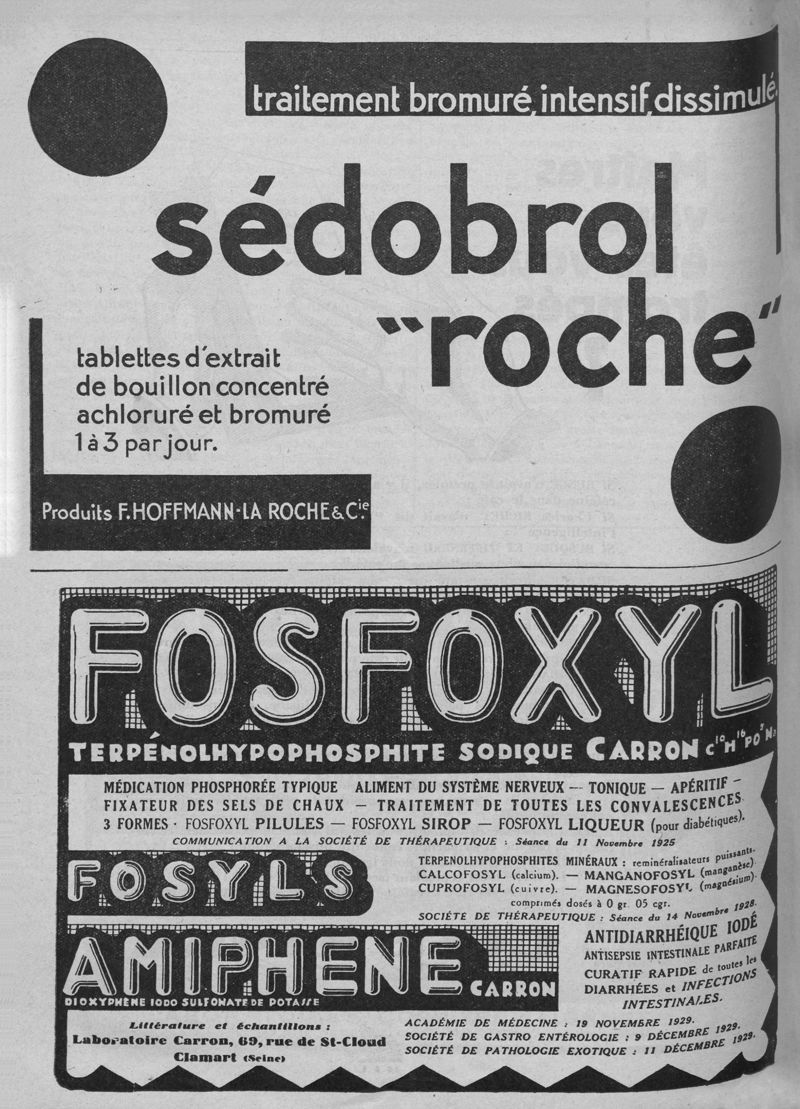 traitement bromuré, intensif, dissimulé.
sédobrol
"roche"
tablettes d'extrait
de bouillon concentré
achloruré et bromuré
1 à 3 par jour.
Produits F. HOFFMANN-LA ROCHE & Cie.
FOSFOXYL
TERPÉNOLHYPOPHOSPHITE SODIQUE CARRON C10H16PO3Na
MÉDICATION PHOSPHORÉE TYPIQUE ALIMENT DU SYSTÈME NERVEUX — TONIQUE — APÉRITIF —
FIXATEUR DES SELS DE CHAUX — TRAITEMENT DE TOUTES LES CONVALESCENCES
3 FORMES · FOSFOXYL PILULES — FOSFOXYL SIROP — FOSFOXYL LIQUEUR (pour diabétiques).
COMMUNICATION A LA SOCIÉTÉ DE THÉRAPEUTIQUE : Séance du 11 Novembre 1925
FOSYL'S
TERPENOLHYPOPHOSPHITES MINÉRAUX : reminéralisateurs puissants.
CALCOFOSYL (calcium). — MANGANOFOSYL (manganèse).
CUPROFOSYL (cuivre). — MAGNESOFOSYL (magnésium).
comprimés dosés à 0 gr. 05 cgr.
SOCIÉTE DE THÉRAPEUTIQUE : Séance du 14 Novembre 1928.
AMIPHENE
CARRON
DIOXYPHENE IODO SULFONATE DE POTASSE
ANTIDIARRHÉIQUE IODÉ
ANTISEPSIE INTESTINALE PARFAITE
CURATIF RAPIDE de toutes les
DIARRHÉES et INFECTIONS
INTESTINALES.
Littérature et échantillons :
Laboratoire Carron, 69, rue de St-Cloud
Clamart (Seine)
ACADÉMIE DE MÉDECINE : 19 NOVEMBRE 1929.
SOCIÉTÉ DE GASTRO ENTÉROLOGIE : 9 DÉCEMBRE 1929.
SOCIÉTÉ DE PATHOLOGIE EXOTIQUE : 11 DÉCEMBRE 1929.